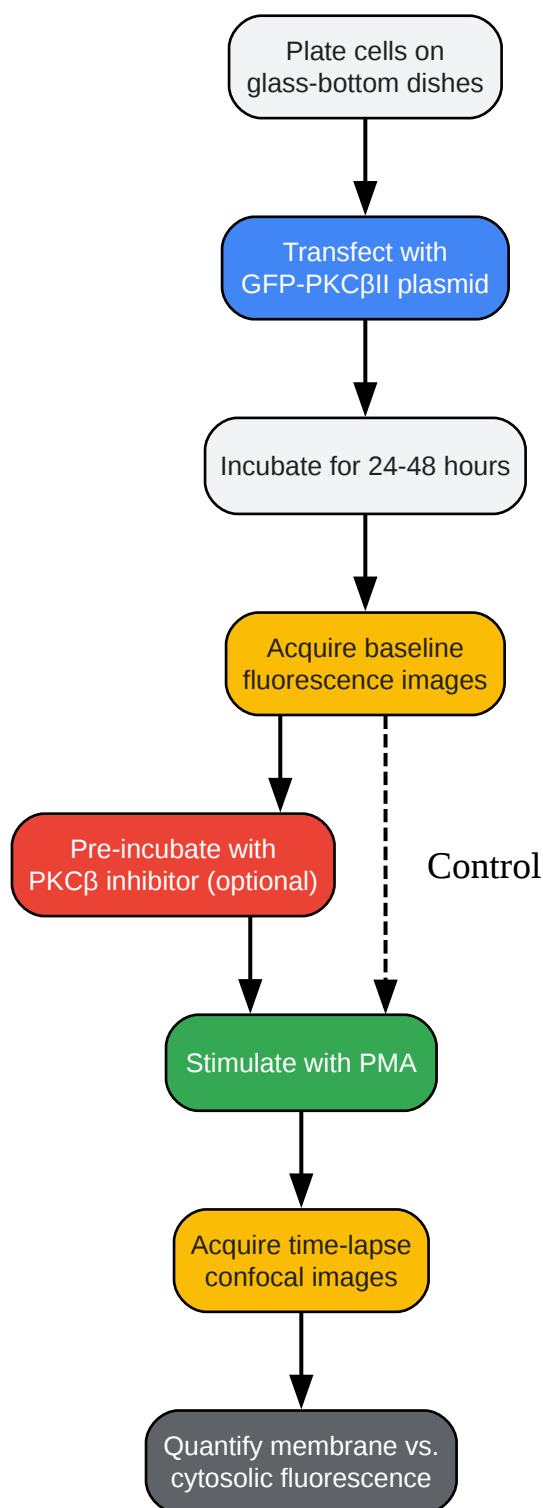 Plate cells on
glass-bottom dishes
Transfect with
GFP-PKCβII plasmid
Incubate for 24-48 hours
Acquire baseline
fluorescence images
Pre-incubate with
PKCβ inhibitor (optional)
Control
Stimulate with PMA
Acquire time-lapse
confocal images
Quantify membrane vs.
cytosolic fluorescence